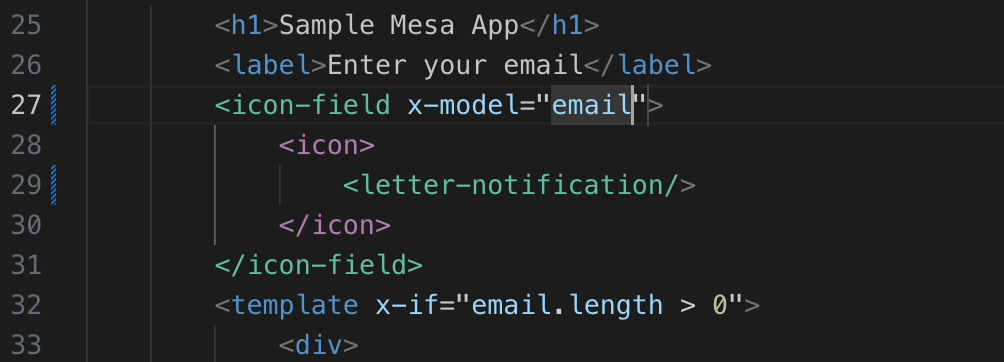 25 <h1>Sample Mesa App</h1>
26 <label>Enter your email</label>
27 <icon-field x-model="email">
28 <icon>
29 <letter-notification/>
30 </icon>
31 </icon-field>
32 <template x-if="email.length > 0">
33 <div>